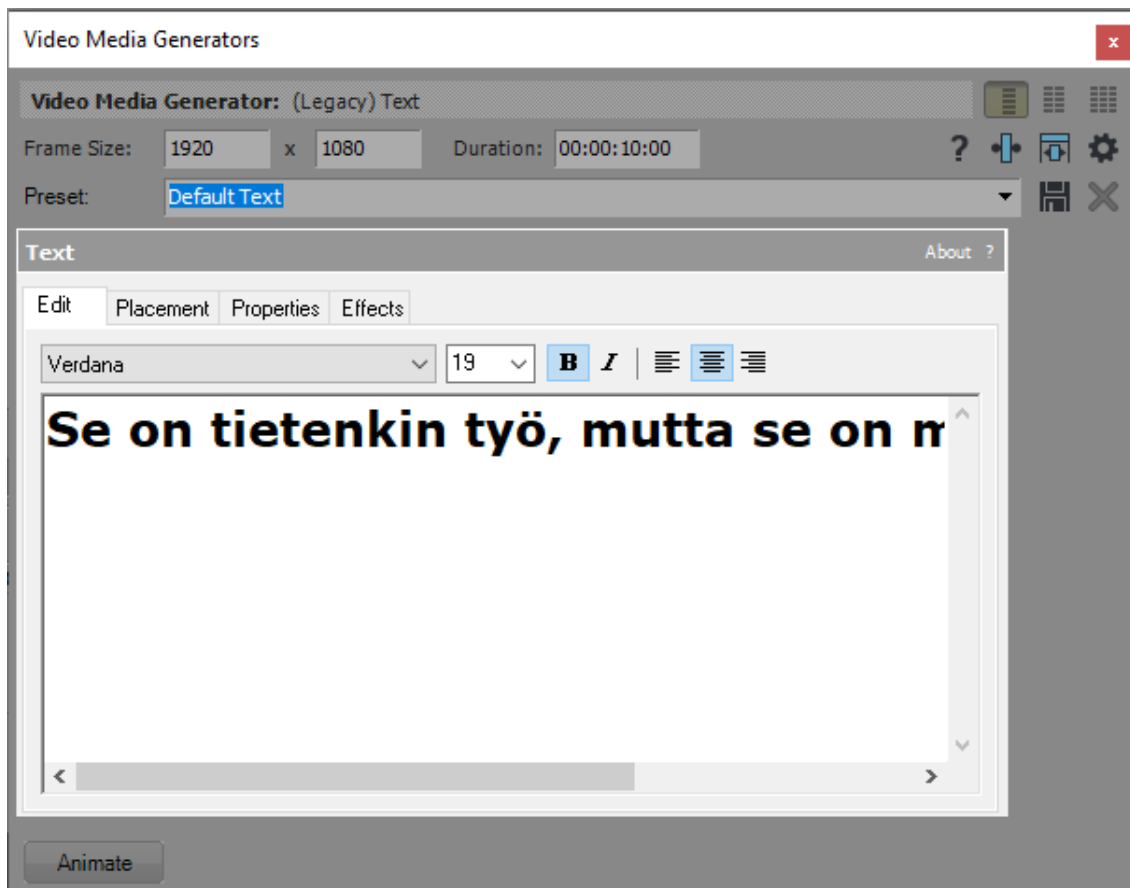 Video Media Generators
x
Video Media Generator: (Legacy) Text
Frame Size: 1920 x 1080 Duration: 00:00:10:00 ?
Preset: Default Text
Text About ?
Edit Placement Properties Effects
Verdana 19 B I
Se on tietenkin työ, mutta se on
Animate